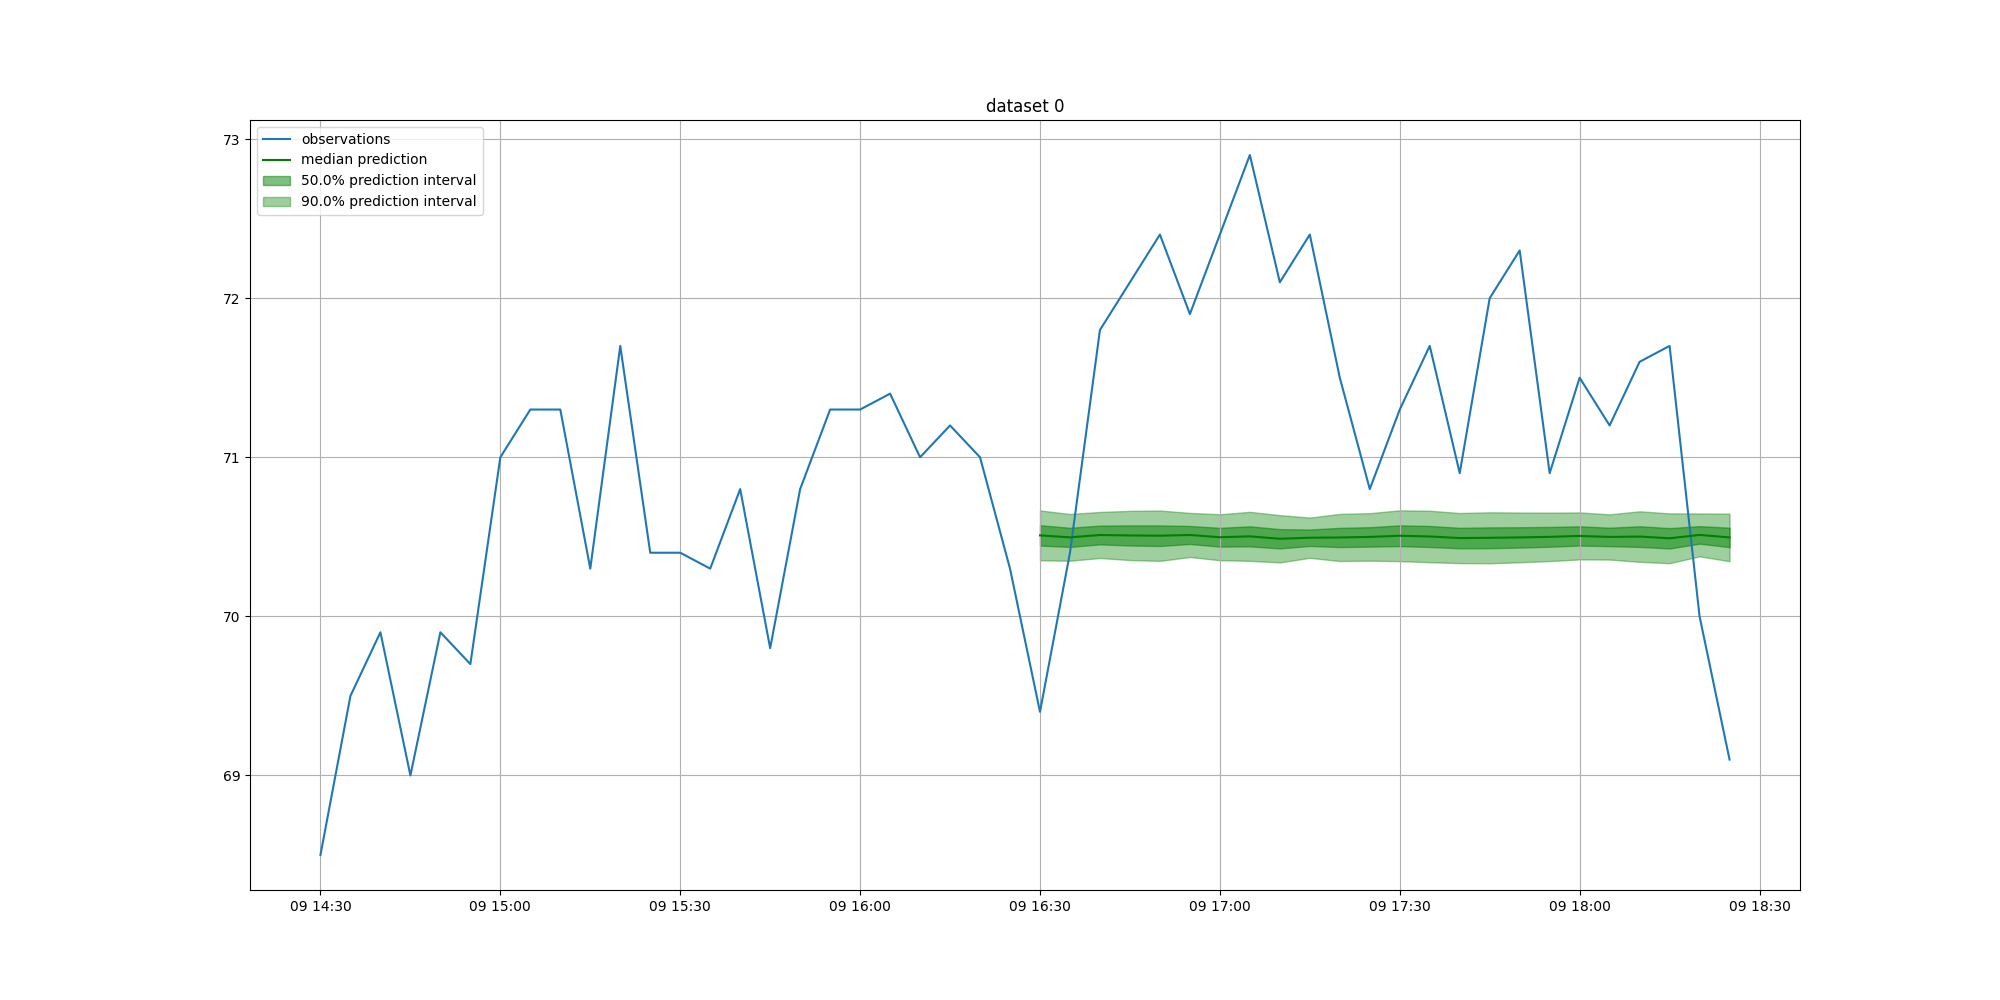 dataset 0
observations
median prediction
50.0% prediction interval
90.0% prediction interval
73
72
71
70
69
09 14:30 09 15:00 09 15:30 09 16:00 09 16:30 09 17:00 09 17:30 09 18:00 09 18:30